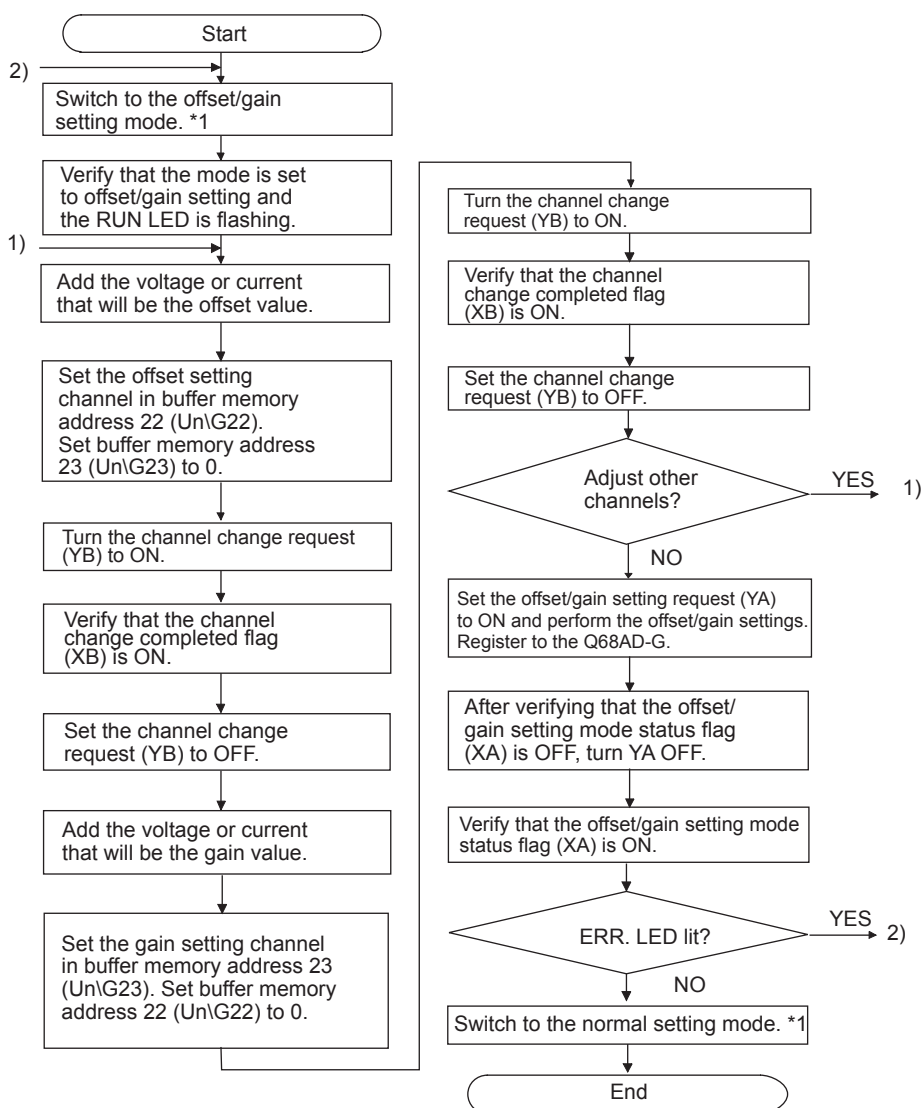 Start
2)
Switch to the offset/gain
setting mode. *1
Verify that the mode is set
to offset/gain setting and
the RUN LED is flashing.
1)
Add the voltage or current
that will be the offset value.
Set the offset setting
channel in buffer memory
address 22 (Un\G22).
Set buffer memory address
23 (Un\G23) to 0.
Turn the channel change request
(YB) to ON.
Verify that the channel
change completed flag
(XB) is ON.
Set the channel change
request (YB) to OFF.
Add the voltage or current
that will be the gain value.
Set the gain setting channel
in buffer memory address 23
(Un\G23). Set buffer memory
address 22 (Un\G22) to 0.
Turn the channel change
request (YB) to ON.
Verify that the channel
change completed flag
(XB) is ON.
Set the channel change
request (YB) to OFF.
Adjust other
channels?
YES
1)
NO
Set the offset/gain setting request (YA)
to ON and perform the offset/gain settings.
Register to the Q68AD-G.
After verifying that the offset/
gain setting mode status flag
(XA) is OFF, turn YA OFF.
Verify that the offset/gain setting mode
status flag (XA) is ON.
ERR. LED lit?
YES
2)
NO
Switch to the normal setting mode. *1
End